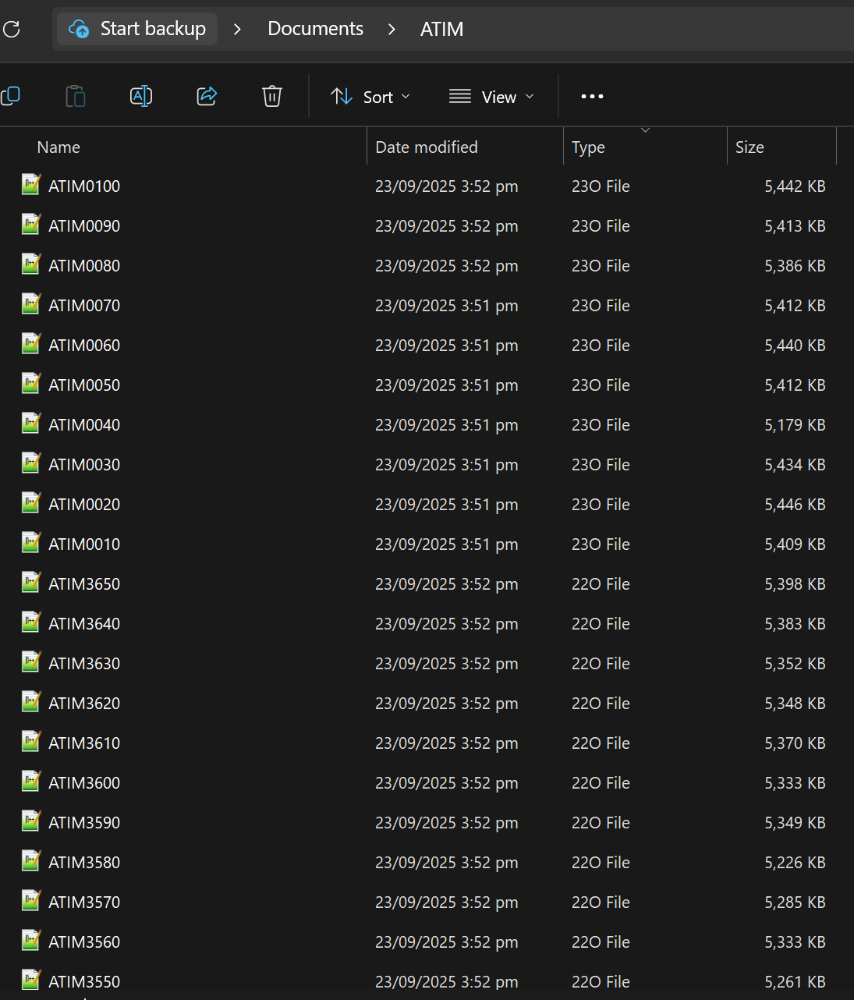 Start backup > Documents > ATIM
Sort View
Name Date modified Type Size
ATIM0100 23/09/2025 3:52 pm 23O File 5,442 KB
ATIM0090 23/09/2025 3:52 pm 23O File 5,413 KB
ATIM0080 23/09/2025 3:52 pm 23O File 5,386 KB
ATIM0070 23/09/2025 3:51 pm 23O File 5,412 KB
ATIM0060 23/09/2025 3:51 pm 23O File 5,440 KB
ATIM0050 23/09/2025 3:51 pm 23O File 5,412 KB
ATIM0040 23/09/2025 3:51 pm 23O File 5,179 KB
ATIM0030 23/09/2025 3:51 pm 23O File 5,434 KB
ATIM0020 23/09/2025 3:51 pm 23O File 5,446 KB
ATIM0010 23/09/2025 3:51 pm 23O File 5,409 KB
ATIM3650 23/09/2025 3:52 pm 22O File 5,398 KB
ATIM3640 23/09/2025 3:52 pm 22O File 5,383 KB
ATIM3630 23/09/2025 3:52 pm 22O File 5,352 KB
ATIM3620 23/09/2025 3:52 pm 22O File 5,348 KB
ATIM3610 23/09/2025 3:52 pm 22O File 5,370 KB
ATIM3600 23/09/2025 3:52 pm 22O File 5,333 KB
ATIM3590 23/09/2025 3:52 pm 22O File 5,349 KB
ATIM3580 23/09/2025 3:52 pm 22O File 5,226 KB
ATIM3570 23/09/2025 3:52 pm 22O File 5,285 KB
ATIM3560 23/09/2025 3:52 pm 22O File 5,333 KB
ATIM3550 23/09/2025 3:52 pm 22O File 5,261 KB